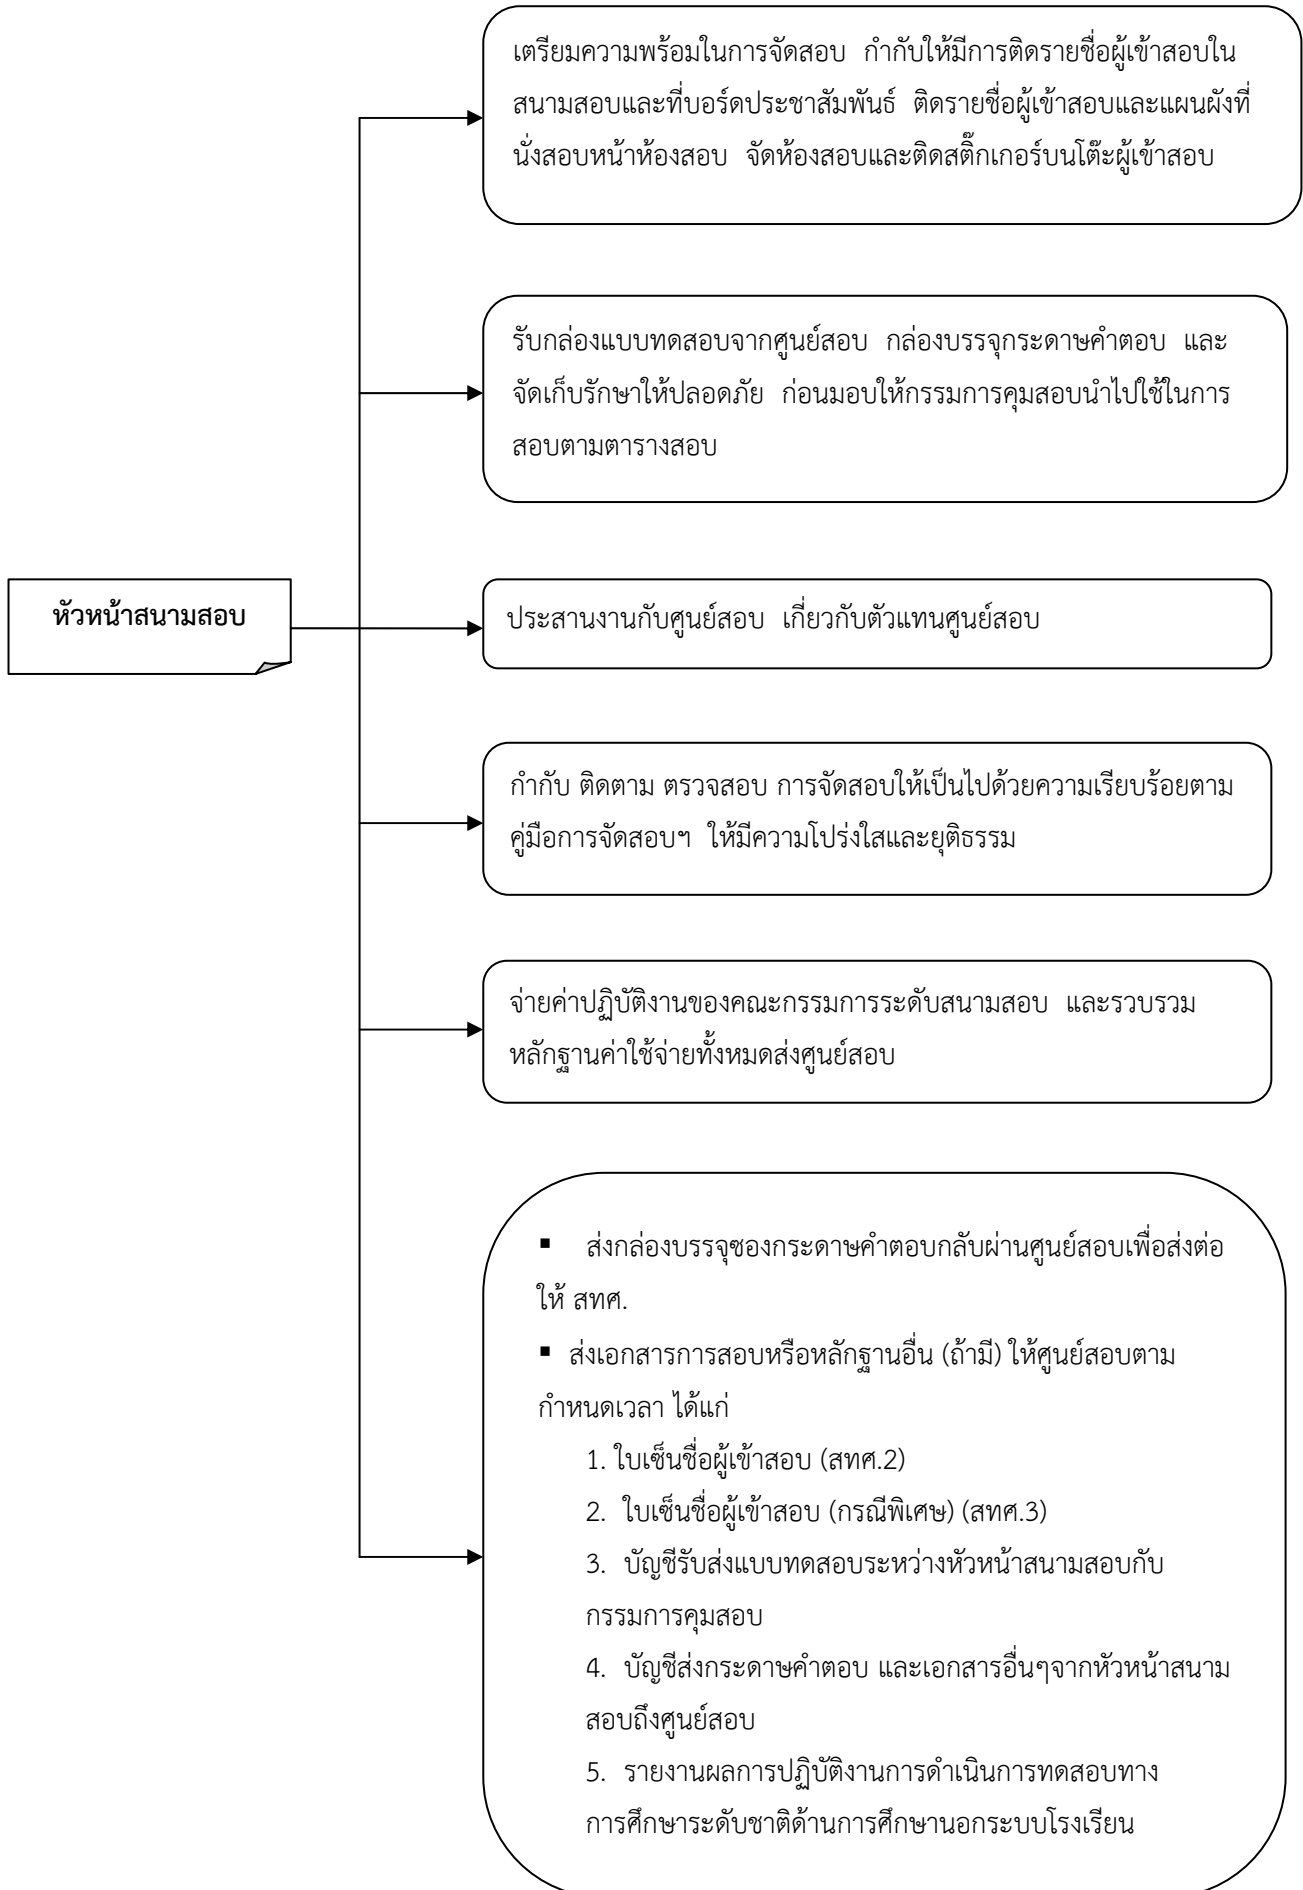 เตรียมความพร้อมในการจัดสอบ กำกับให้มีการติดรายชื่อผู้เข้าสอบใน
สนามสอบและที่บอร์ดประชาสัมพันธ์ ติดรายชื่อผู้เข้าสอบและแผนผังที่
นั่งสอบหน้าห้องสอบ จัดห้องสอบและติดสติ๊กเกอร์บนโต๊ะผู้เข้าสอบ
รับกล่องแบบทดสอบจากศูนย์สอบ กล่องบรรจุกระดาษคำตอบ และ
จัดเก็บรักษาให้ปลอดภัย ก่อนมอบให้กรรมการคุมสอบนำไปใช้ในการ
สอบตามตารางสอบ
หัวหน้าสนามสอบ
ประสานงานกับศูนย์สอบ เกี่ยวกับตัวแทนศูนย์สอบ
กำกับ ติดตาม ตรวจสอบ การจัดสอบให้เป็นไปด้วยความเรียบร้อยตาม
คู่มือการจัดสอบฯ ให้มีความโปร่งใสและยุติธรรม
จ่ายค่าปฏิบัติงานของคณะกรรมการระดับสนามสอบ และรวบรวม
หลักฐานค่าใช้จ่ายทั้งหมดส่งศูนย์สอบ
▪ ส่งกล่องบรรจุซองกระดาษคำตอบกลับผ่านศูนย์สอบเพื่อส่งต่อ
ให้ สทศ.
▪ ส่งเอกสารการสอบหรือหลักฐานอื่น (ถ้ามี) ให้ศูนย์สอบตาม
กำหนดเวลา ได้แก่
1. ใบเซ็นชื่อผู้เข้าสอบ (สทศ.2)
2. ใบเซ็นชื่อผู้เข้าสอบ (กรณีพิเศษ) (สทศ.3)
3. บัญชีรับส่งแบบทดสอบระหว่างหัวหน้าสนามสอบกับ
กรรมการคุมสอบ
4. บัญชีส่งกระดาษคำตอบ และเอกสารอื่นๆจากหัวหน้าสนาม
สอบถึงศูนย์สอบ
5. รายงานผลการปฏิบัติงานการดำเนินการทดสอบทาง
การศึกษาระดับชาติด้านการศึกษานอกระบบโรงเรียน